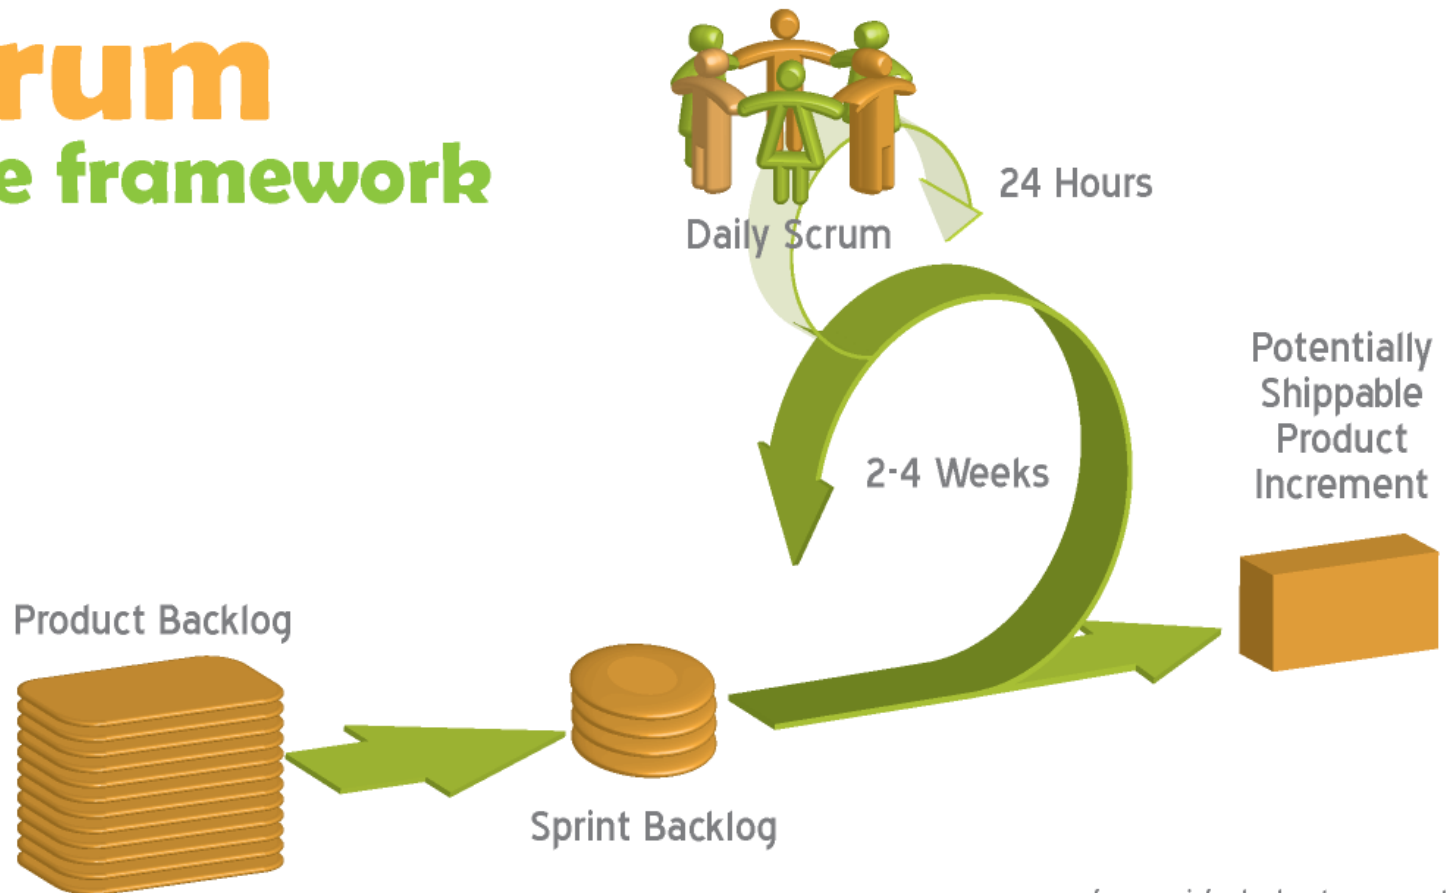 rum
e framework
24 Hours
Daily Scrum
Potentially
Shippable
Product
Increment
2-4 Weeks
Product Backlog
Sprint Backlog